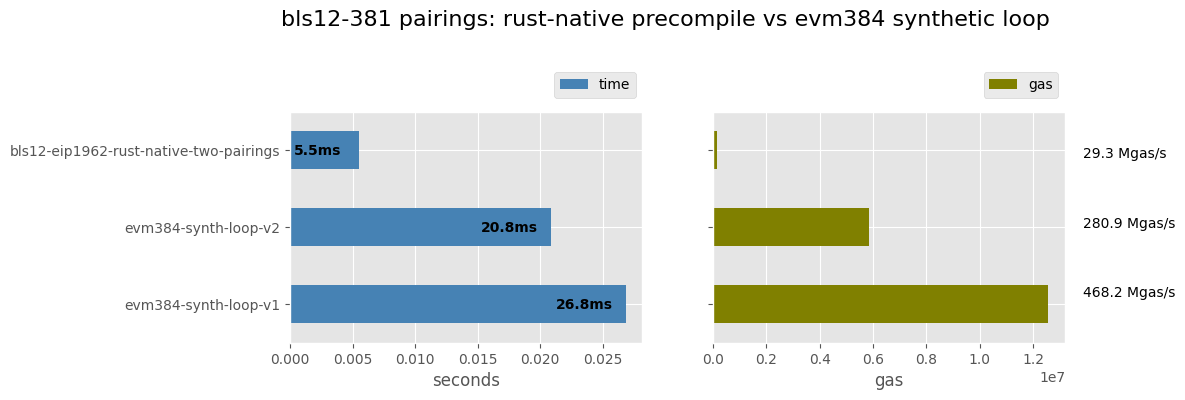 bls12-381 pairings: rust-native precompile vs evm384 synthetic loop
time
gas
bls12-eip1962-rust-native-two-pairings
5.5ms
29.3 Mgas/s
evm384-synth-loop-v2
20.8ms
280.9 Mgas/s
evm384-synth-loop-v1
26.8ms
468.2 Mgas/s
0.000 0.005 0.010 0.015 0.020 0.025
0.0 0.2 0.4 0.6 0.8 1.0 1.2
1e7
seconds
gas